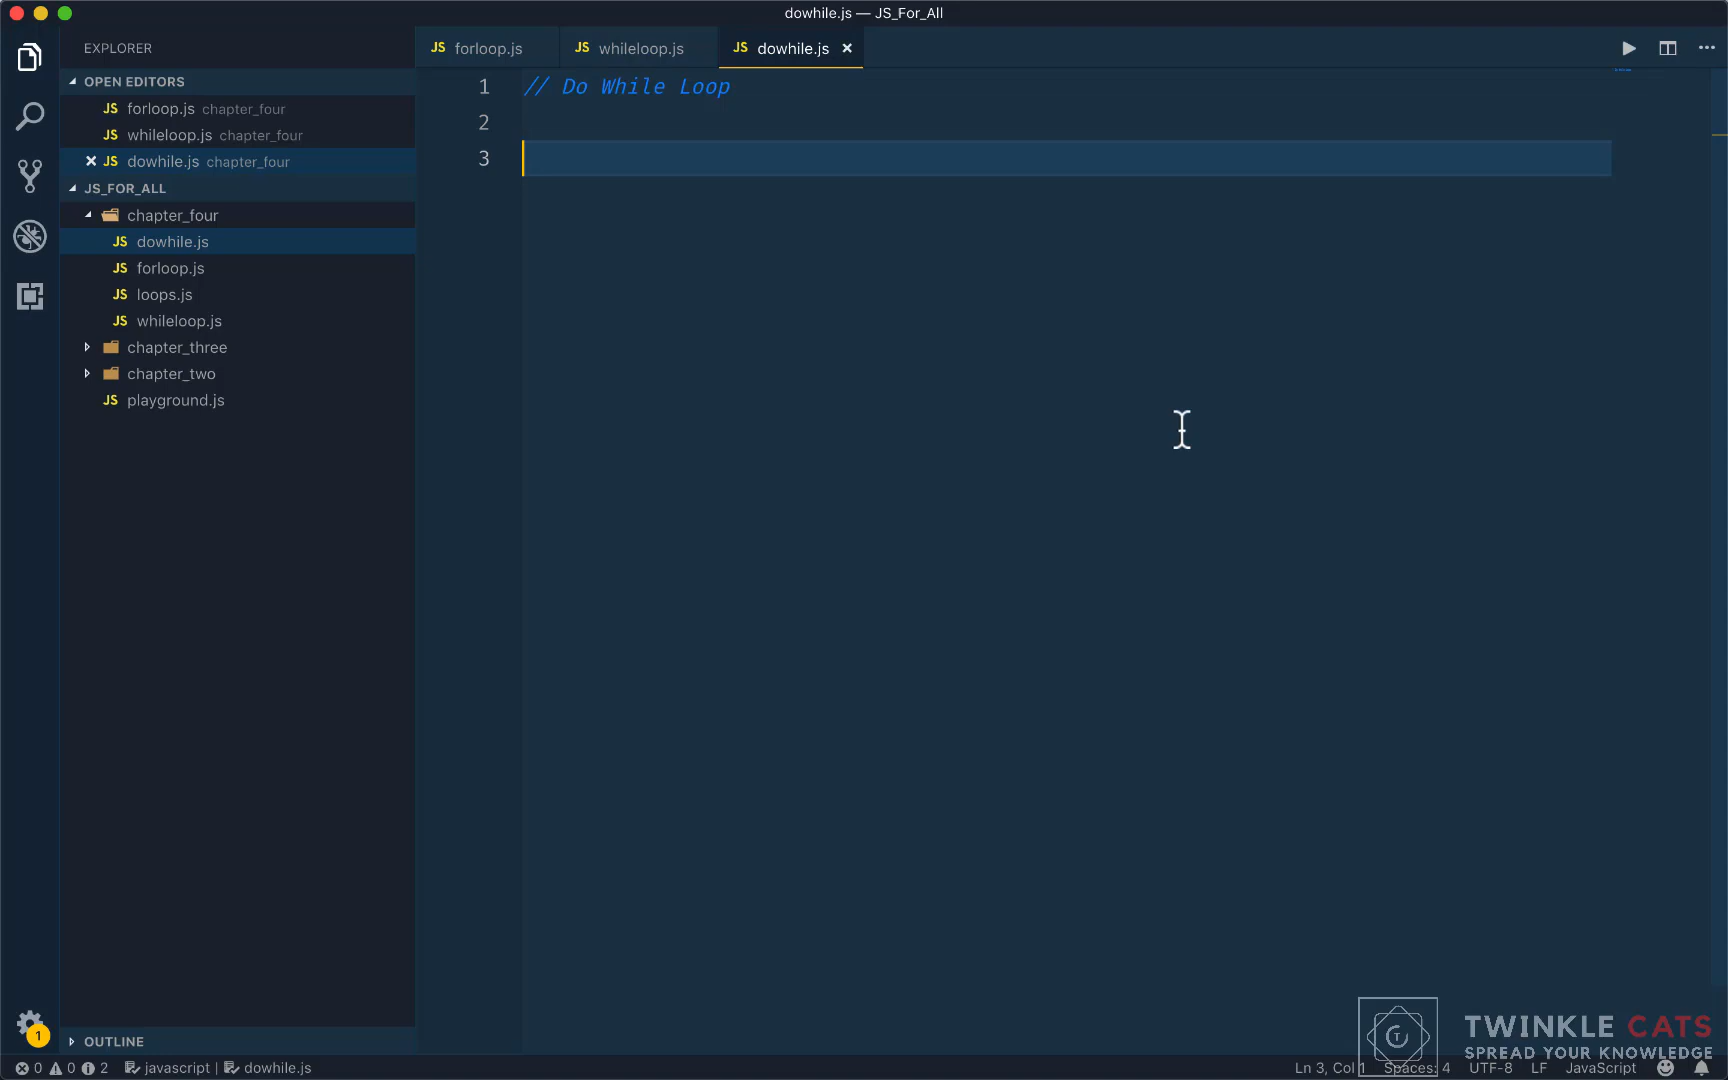 dowhile.js — JS_For_All
EXPLORER
JS forloop.js
JS whileloop.js
JS dowhile.js
OPEN EDITORS
JS forloop.js chapter_four
JS whileloop.js chapter_four
JS dowhile.js chapter_four
JS_FOR_ALL
chapter_four
JS dowhile.js
JS forloop.js
JS loops.js
JS whileloop.js
chapter_three
chapter_two
JS playground.js
1 // Do While Loop
2
3
1
OUTLINE
TWINKLE CATS
SPREAD YOUR KNOWLEDGE
0 0 2 javascript | dowhile.js
Ln 3, Col 1 Spaces: 4 UTF-8 LF JavaScript